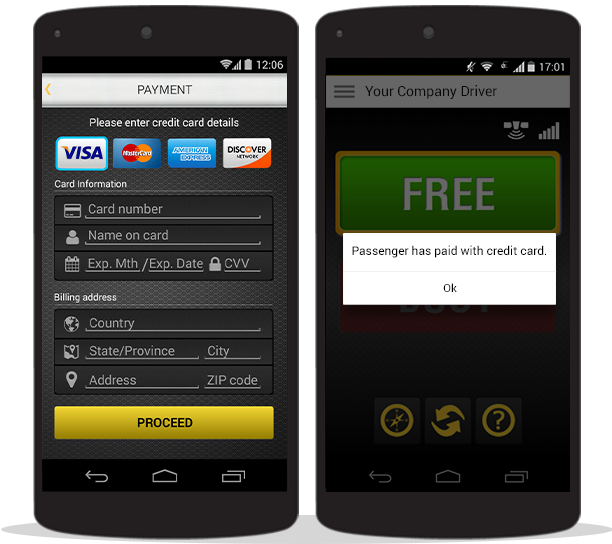 12:06
PAYMENT
Please enter credit card details
VISA
MasterCard
AMERICAN EXPRESS
DISCOVER
NETWORK
Card Information
Card number
Name on card
Exp. Mth / Exp. Date CVV
Billing address
Country
State/Province City
Address ZIP code
PROCEED
17:01
Your Company Driver
FREE
Passenger has paid with credit card.
Ok
BUSY
?